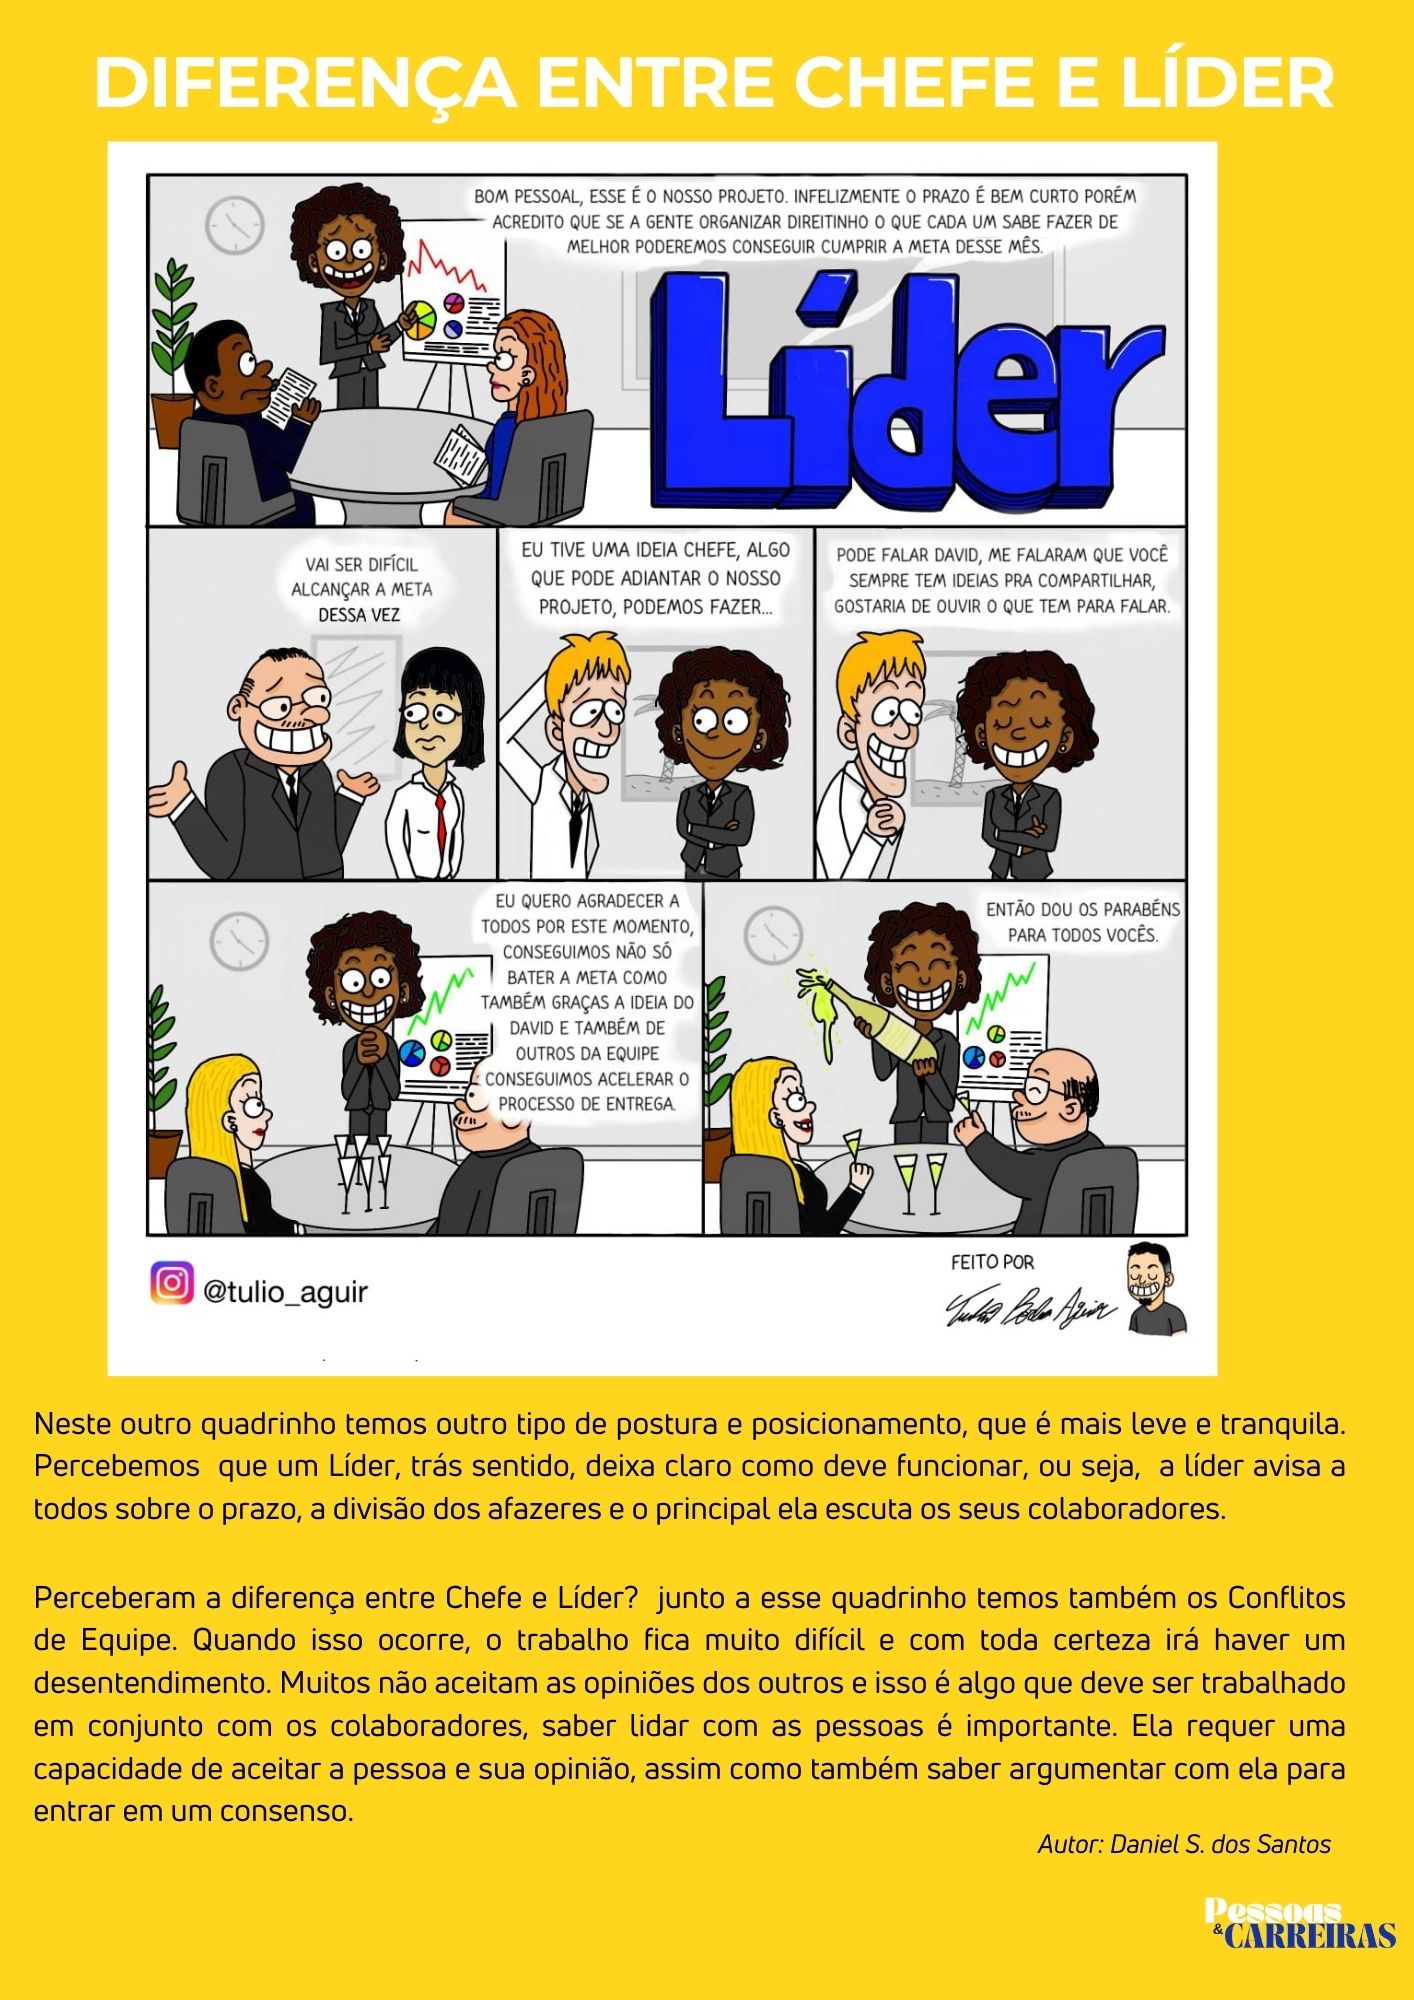 DIFERENÇA ENTRE CHEFE E LÍDER
BOM PESSOAL, ESSE É O NOSSO PROJETO. INFELIZMENTE O PRAZO É BEM CURTO PORÉM
ACREDITO QUE SE A GENTE ORGANIZAR DIREITINHO O QUE CADA UM SABE FAZER DE
MELHOR PODEREMOS CONSEGUIR CUMPRIR A META DESSE MÊS.
Líder
VAI SER DIFÍCIL
ALCANÇAR A META
DESSA VEZ
EU TIVE UMA IDEIA CHEFE, ALGO
QUE PODE ADIANTAR O NOSSO
PROJETO, PODEMOS FAZER...
PODE FALAR DAVID, ME FALARAM QUE VOCÊ
SEMPRE TEM IDEIAS PRA COMPARTILHAR,
GOSTARIA DE OUVIR O QUE TEM PARA FALAR.
EU QUERO AGRADECER A
TODOS POR ESTE MOMENTO,
CONSEGUIMOS NÃO SÓ
BATER A META COMO
TAMBÉM GRAÇAS A IDEIA DO
DAVID E TAMBÉM DE
OUTROS DA EQUIPE
CONSEGUIMOS ACELERAR O
PROCESSO DE ENTREGA.
ENTÃO DOU OS PARABÉNS
PARA TODOS VOCÊS.
@tulio_aguir
FEITO POR
Neste outro quadrinho temos outro tipo de postura e posicionamento, que é mais leve e tranquila.
Percebemos que um Líder, trás sentido, deixa claro como deve funcionar, ou seja, a líder avisa a
todos sobre o prazo, a divisão dos afazeres e o principal ela escuta os seus colaboradores.
Perceberam a diferença entre Chefe e Líder? junto a esse quadrinho temos também os Conflitos
de Equipe. Quando isso ocorre, o trabalho fica muito difícil e com toda certeza irá haver um
desentendimento. Muitos não aceitam as opiniões dos outros e isso é algo que deve ser trabalhado
em conjunto com os colaboradores, saber lidar com as pessoas é importante. Ela requer uma
capacidade de aceitar a pessoa e sua opinião, assim como também saber argumentar com ela para
entrar em um consenso.
Autor: Daniel S. dos Santos
Pessoas
&CARREIRAS